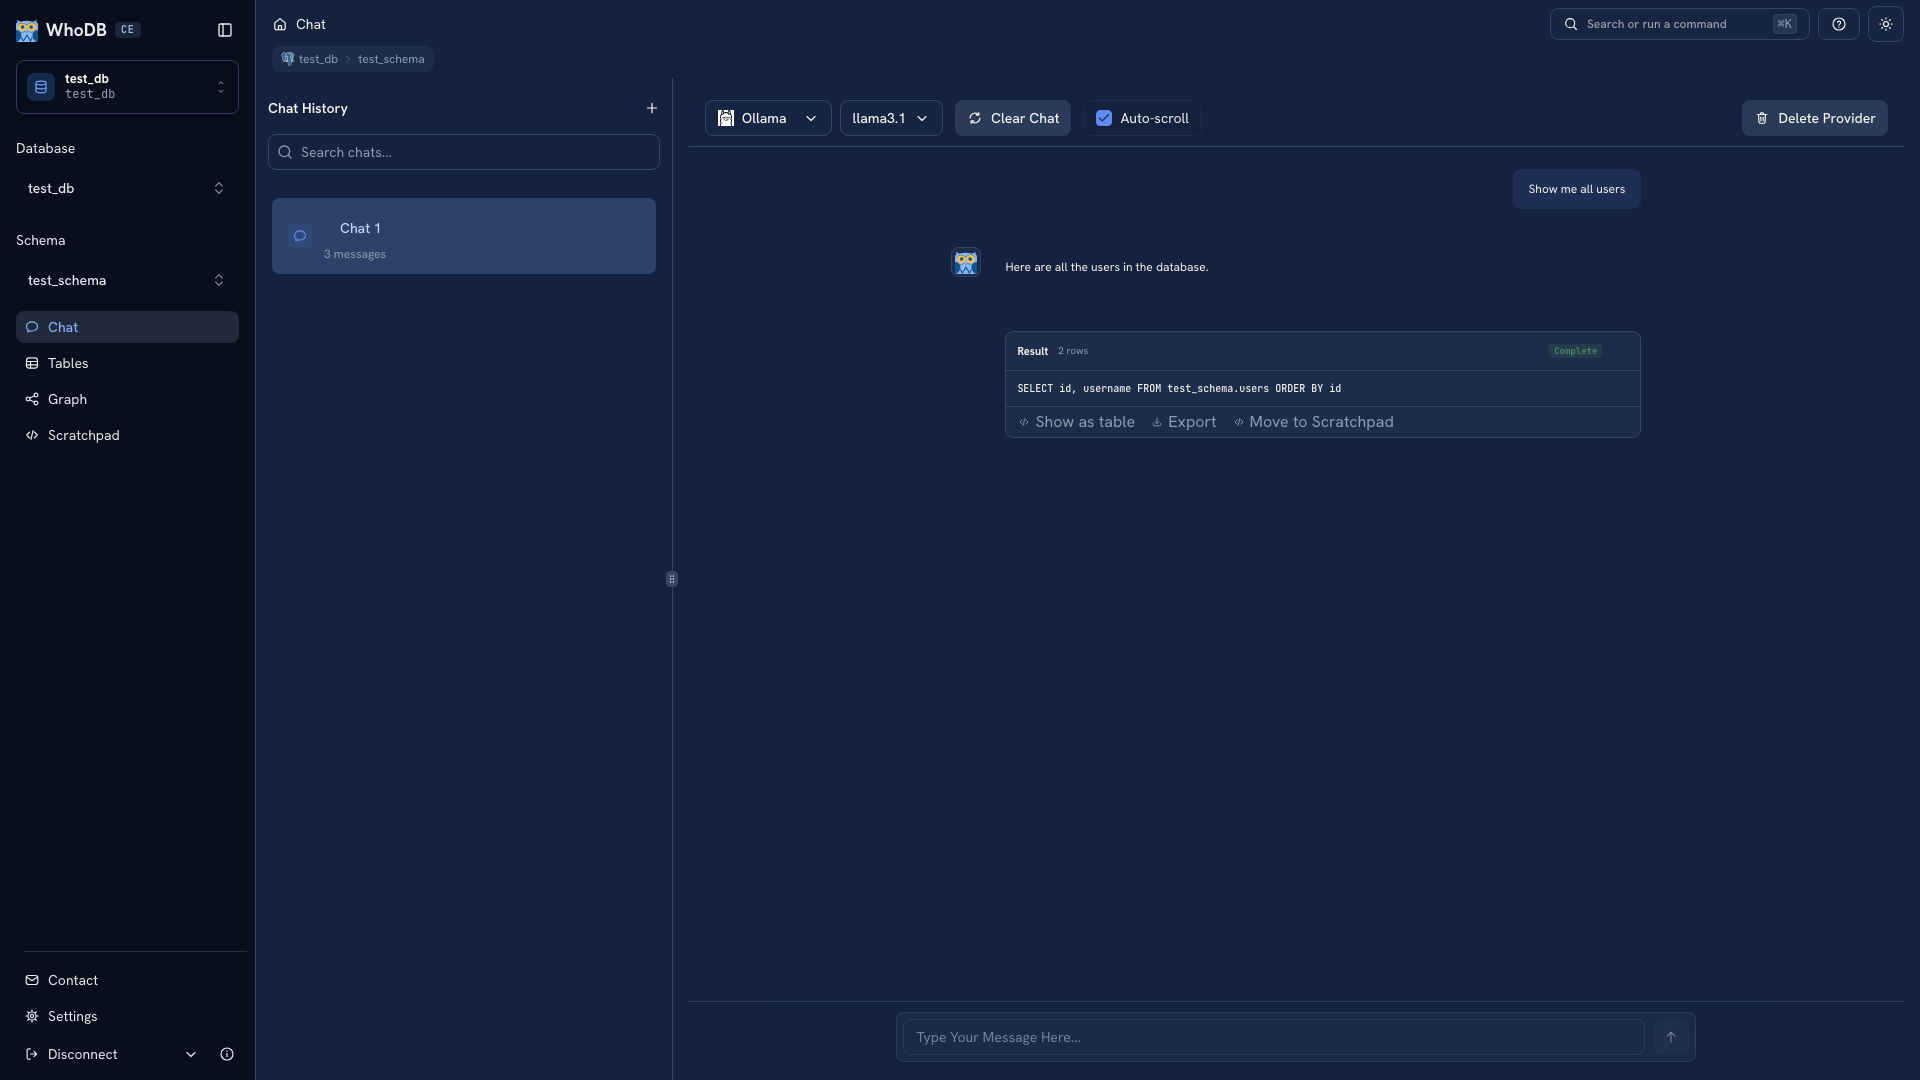 WhoDB CE
test_db
test_db
Database
test_db
Schema
test_schema
Chat
Tables
Graph
Scratchpad
Contact
Settings
Disconnect
Chat
test_db
test_schema
Search or run a command ⌘K
Chat History
Search chats...
Chat 1
3 messages
Ollama
llama3.1
Clear Chat
Auto-scroll
Delete Provider
Show me all users
Here are all the users in the database.
Result 2 rows Complete
SELECT id, username FROM test_schema.users ORDER BY id
Show as table Export Move to Scratchpad
Type Your Message Here...